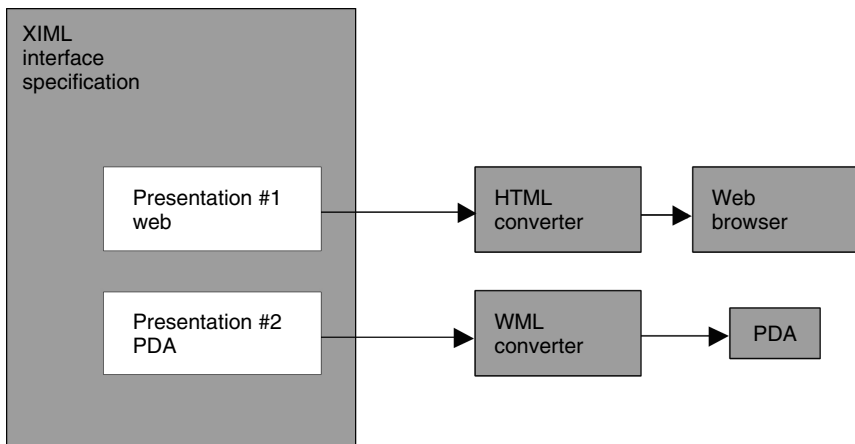 XIML
interface
specification
Presentation #1
web
HTML
converter
Web
browser
Presentation #2
PDA
WML
converter
PDA